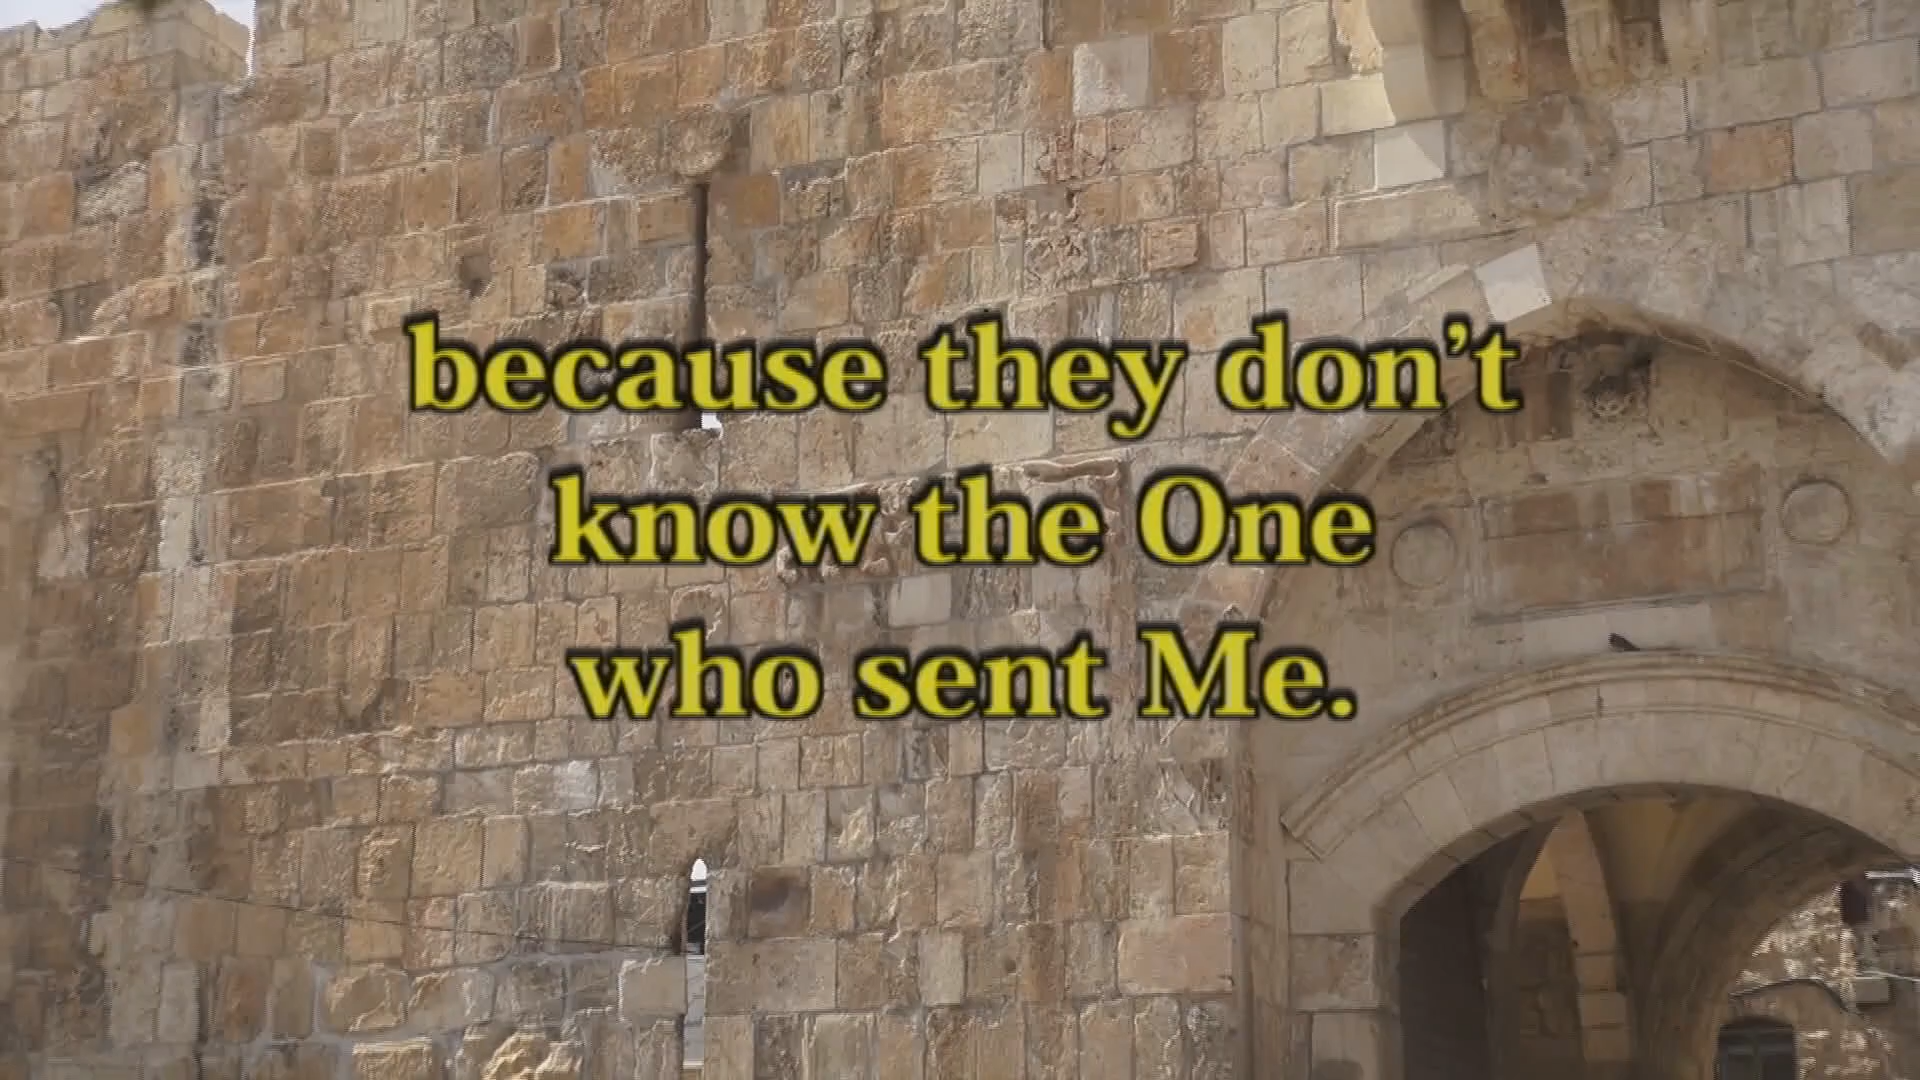 because they don’t
know the One
who sent Me.